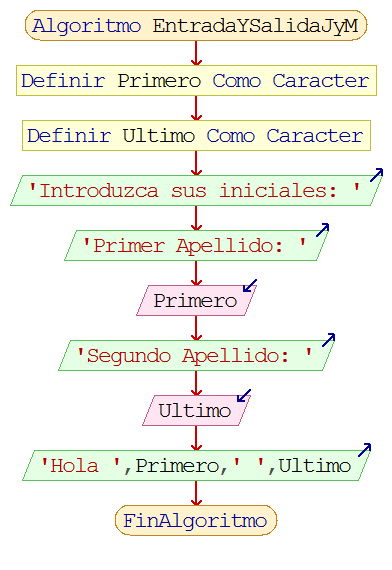 Algoritmo EntradaYSalidaJyM
Definir Primero Como Caracter
Definir Ultimo Como Caracter
'Introduzca sus iniciales: '
'Primer Apellido: '
Primero
'Segundo Apellido: '
Ultimo
'Hola ',Primero,' ',Ultimo
FinAlgoritmo